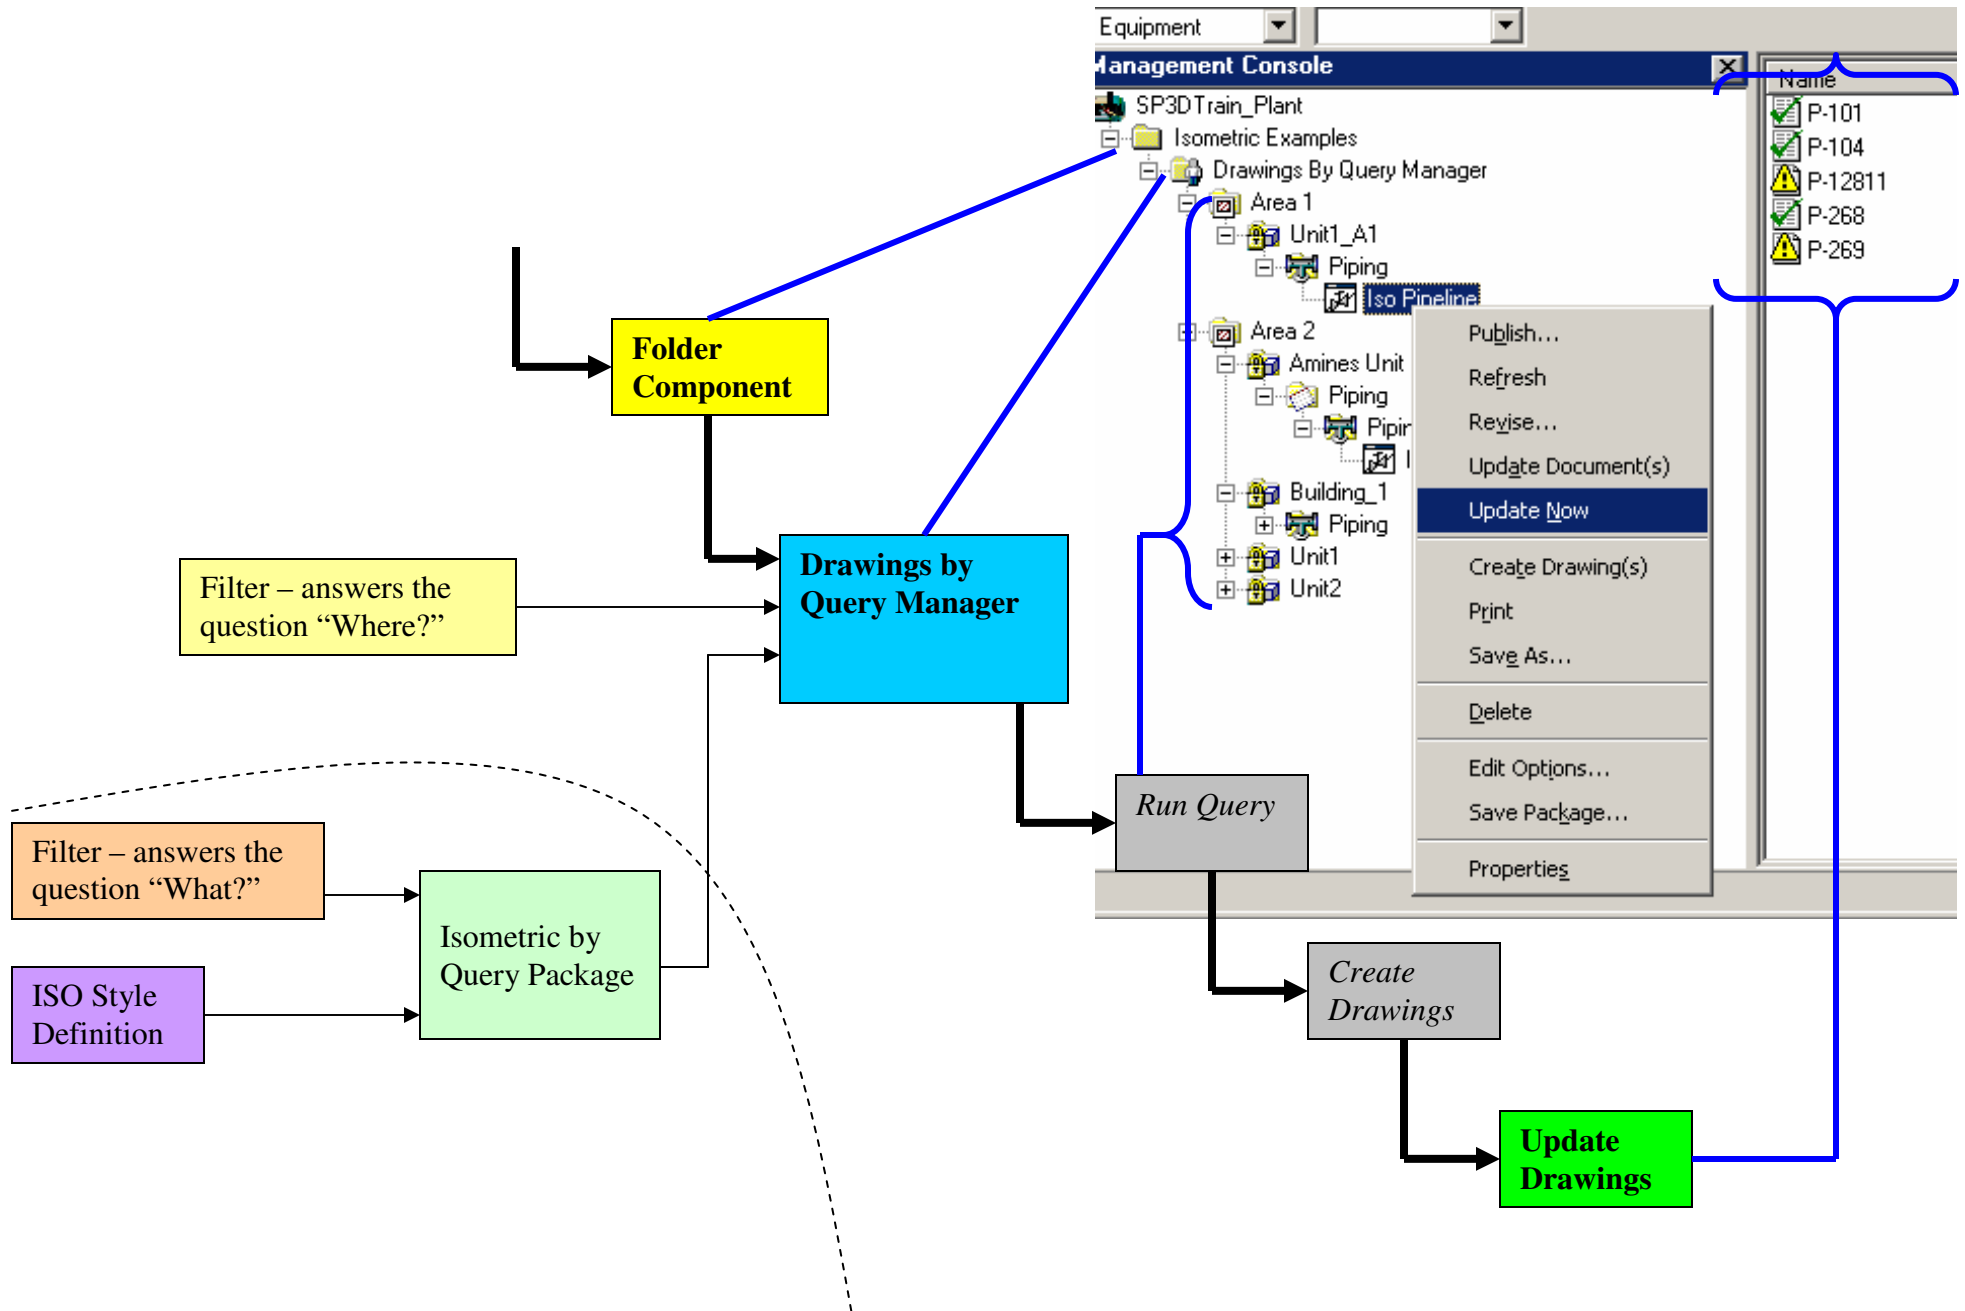 Equipment
Management Console
SP3DTrain_Plant
Isometric Examples
Drawings By Query Manager
Area 1
Unit1_A1
Piping
Iso Pipeline
Area 2
Amines Unit
Piping
Building_1
Piping
Unit1
Unit2
Name
P-101
P-104
P-12811
P-268
P-269
Publish...
Refresh
Revise...
Update Document(s)
Update Now
Create Drawing(s)
Print
Save As...
Delete
Edit Options...
Save Package...
Properties
Folder
Component
Drawings by
Query Manager
Filter – answers the
question “Where?”
Filter – answers the
question “What?”
ISO Style
Definition
Isometric by
Query Package
Run Query
Create
Drawings
Update
Drawings